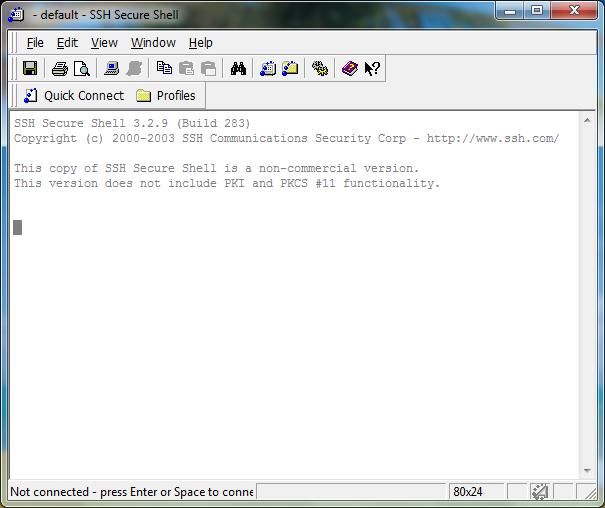 - default - SSH Secure Shell
File Edit View Window Help
Quick Connect Profiles
SSH Secure Shell 3.2.9 (Build 283)
Copyright (c) 2000-2003 SSH Communications Security Corp - http://www.ssh.com/
This copy of SSH Secure Shell is a non-commercial version.
This version does not include PKI and PKCS #11 functionality.
Not connected - press Enter or Space to conne
80x24